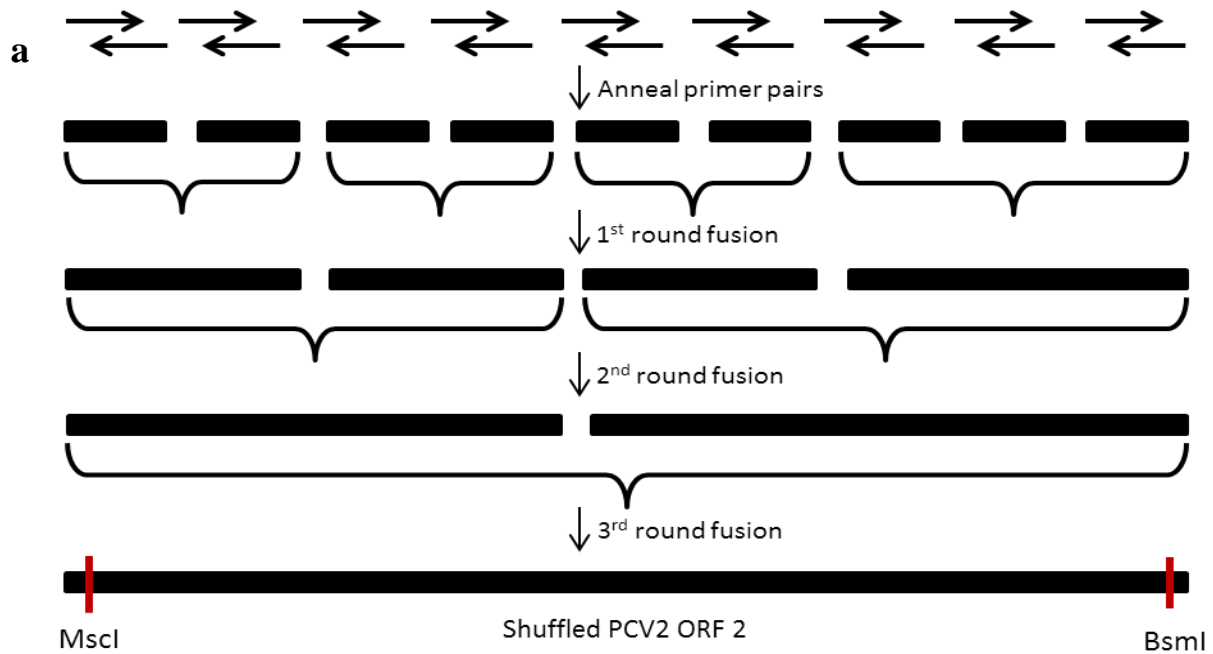 a
Anneal primer pairs
1st round fusion
2nd round fusion
3rd round fusion
MscI
Shuffled PCV2 ORF 2
BsmI